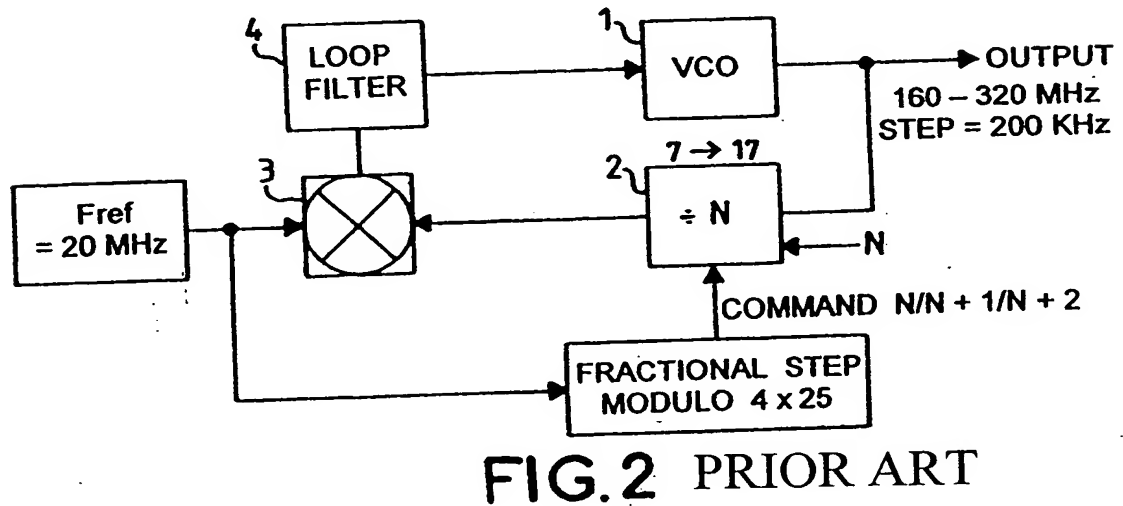 4
LOOP
FILTER
1
VCO
OUTPUT
160 – 320 MHz
STEP = 200 KHz
7 → 17
3
2
Fref
= 20 MHz
÷ N
N
COMMAND N/N + 1/N + 2
FRACTIONAL STEP
MODULO 4 x 25
FIG.2 PRIOR ART